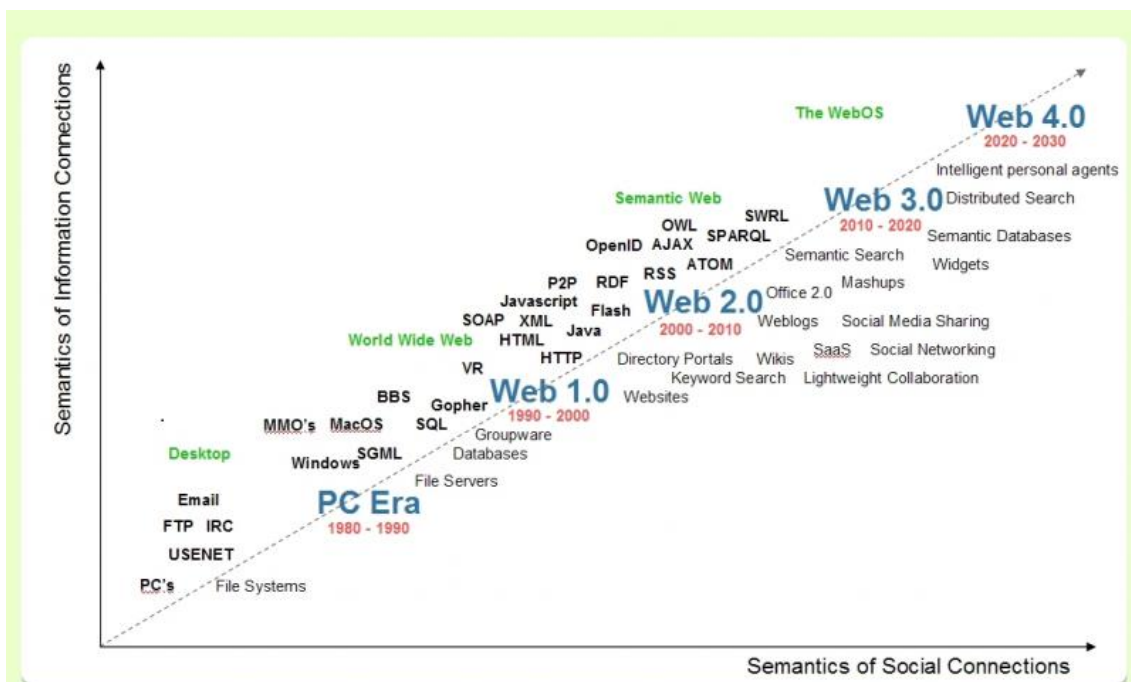 Semantics of Information Connections
The WebOS
Web 4.0
2020 - 2030
Intelligent personal agents
Semantic Web
Web 3.0
Distributed Search
2010 - 2020
SWRL
OWL
SPARQL
OpenID
AJAX
Semantic Databases
Semantic Search
Widgets
ATOM
RSS
P2P
RDF
Mashups
Office 2.0
Javascript
Flash
Web 2.0
2000 - 2010
SOAP
XML
Java
Weblogs
Social Media Sharing
World Wide Web
HTML
HTTP
Directory Portals
Wikis
SaaS
Social Networking
VR
Keyword Search
Lightweight Collaboration
BBS
Gopher
Web 1.0
1990 - 2000
Websites
MMO's
MacOS
SQL
Groupware
Desktop
Windows
SGML
Databases
File Servers
Email
PC Era
1980 - 1990
FTP
IRC
USENET
PC's
File Systems
Semantics of Social Connections